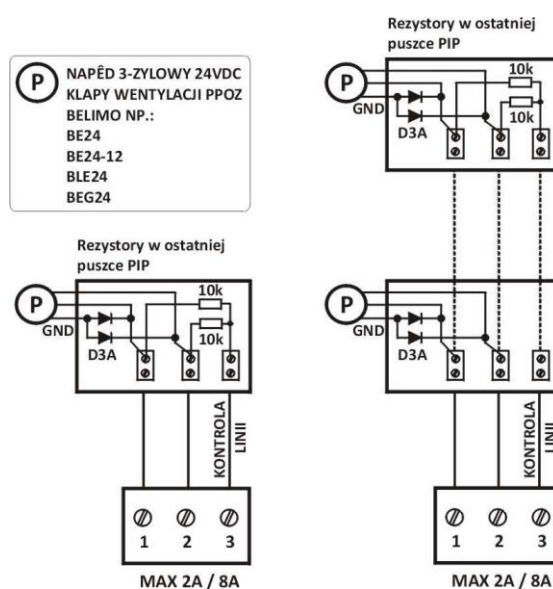 P
NAPÊD 3-ZYLOWY 24VDC
KLAPY WENTYLACJI PPOZ
BELIMO NP.:
BE24
BE24-12
BLE24
BEG24
Rezystory w ostatniej
puszce PIP
P
10k
GND
10k
D3A
KONTROLA
LINII
1 2 3
MAX 2A / 8A
Rezystory w ostatniej
puszce PIP
P
10k
GND
10k
D3A
P
GND
D3A
KONTROLA
LINII
1 2 3
MAX 2A / 8A